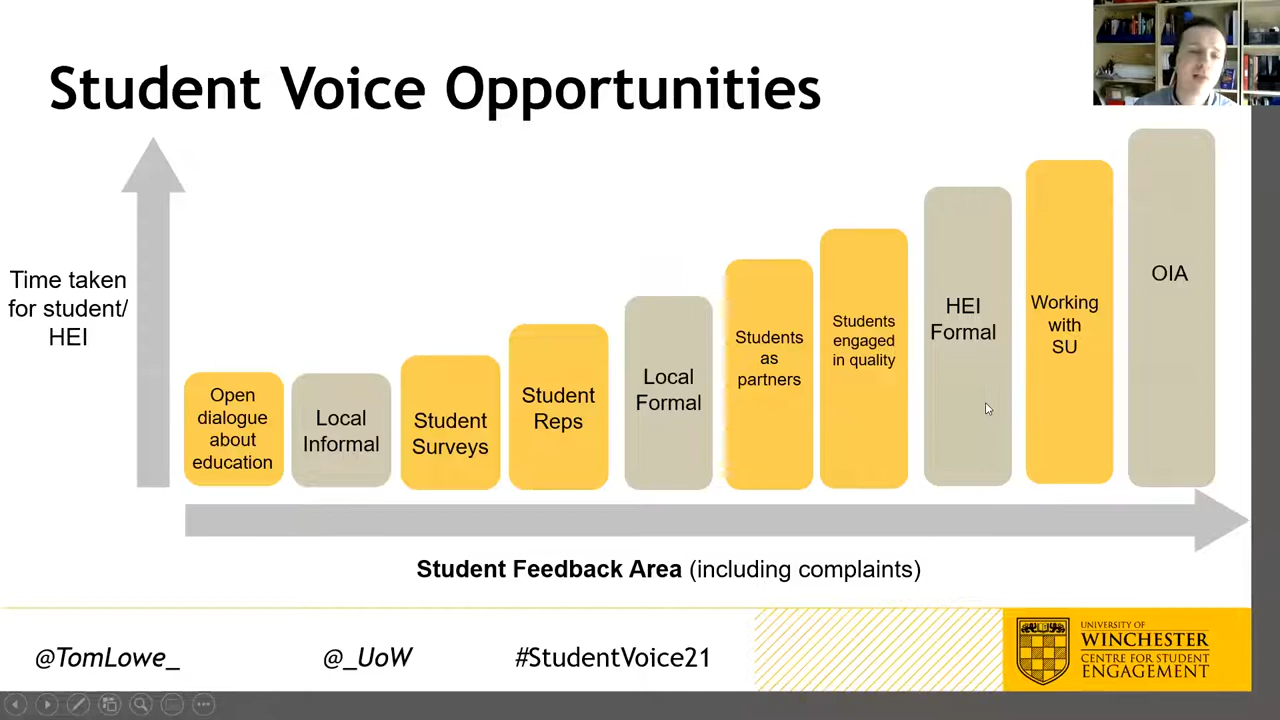 Student Voice Opportunities
Time taken
for student/
HEI
Open
dialogue
about
education
Local
Informal
Student
Surveys
Student
Reps
Local
Formal
Students
as
partners
Students
engaged
in quality
HEI
Formal
Working
with
SU
OIA
Student Feedback Area (including complaints)
@TomLowe_
@_UoW
#StudentVoice21
UNIVERSITY OF
WINCHESTER
CENTRE FOR STUDENT
ENGAGEMENT